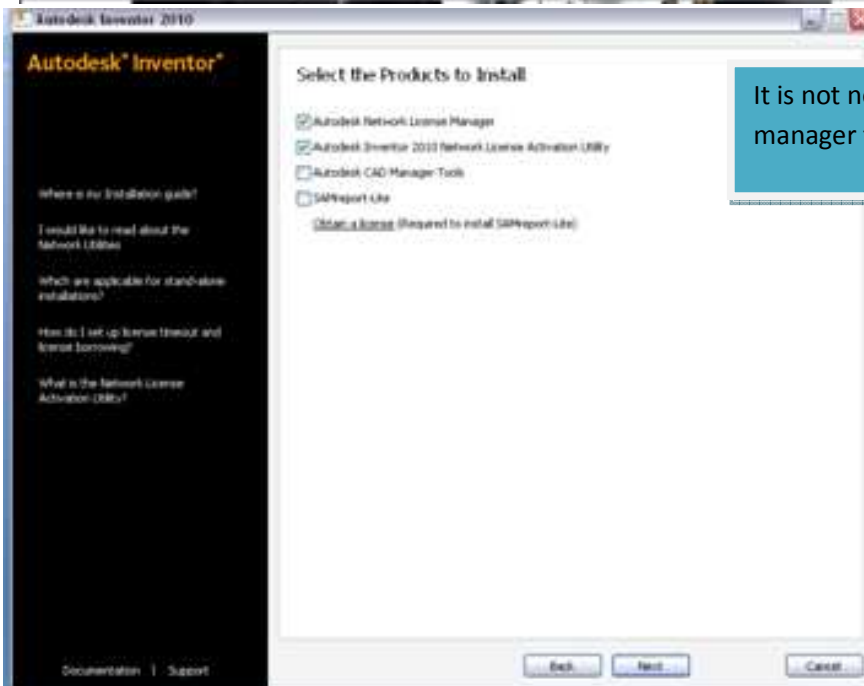 Autodesk Inventor 2010
Autodesk® Inventor®
Select the Products to Install
Autodesk Network License Manager
Autodesk Inventor 2010 Network License Activation Utility
Autodesk CAD Manager Tools
SAMreport-Lite
Obtain a license (Required to install SAMreport-Lite)
Where is my Installation guide?
I would like to read about the
Network Utilities
Which are applicable for stand-alone
installations?
How do I set up license timeout and
license borrowing?
What is the Network License
Activation Utility?
Documentation | Support
Back
Next
Cancel
It is not
manager